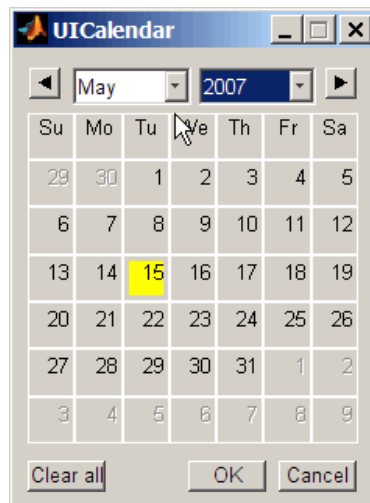 UICalendar
May 2007
Su Mo Tu We Th Fr Sa
29 30 1 2 3 4 5
6 7 8 9 10 11 12
13 14 15 16 17 18 19
20 21 22 23 24 25 26
27 28 29 30 31 1 2
3 4 5 6 7 8 9
Clear all OK Cancel